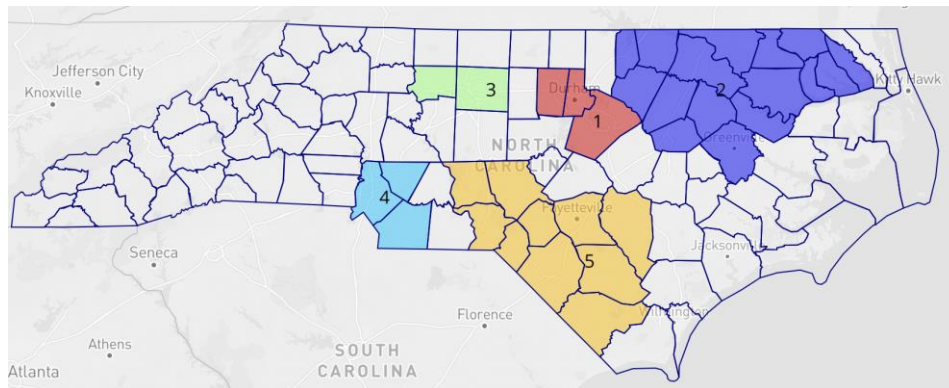 Jefferson City
Knoxville
3
Durham
2
Kitty Hawk
1
Greenville
NORTH
CAROLINA
4
Fayetteville
Seneca
5
Jacksonville
Florence
Wilmington
Athens
SOUTH
CAROLINA
Atlanta